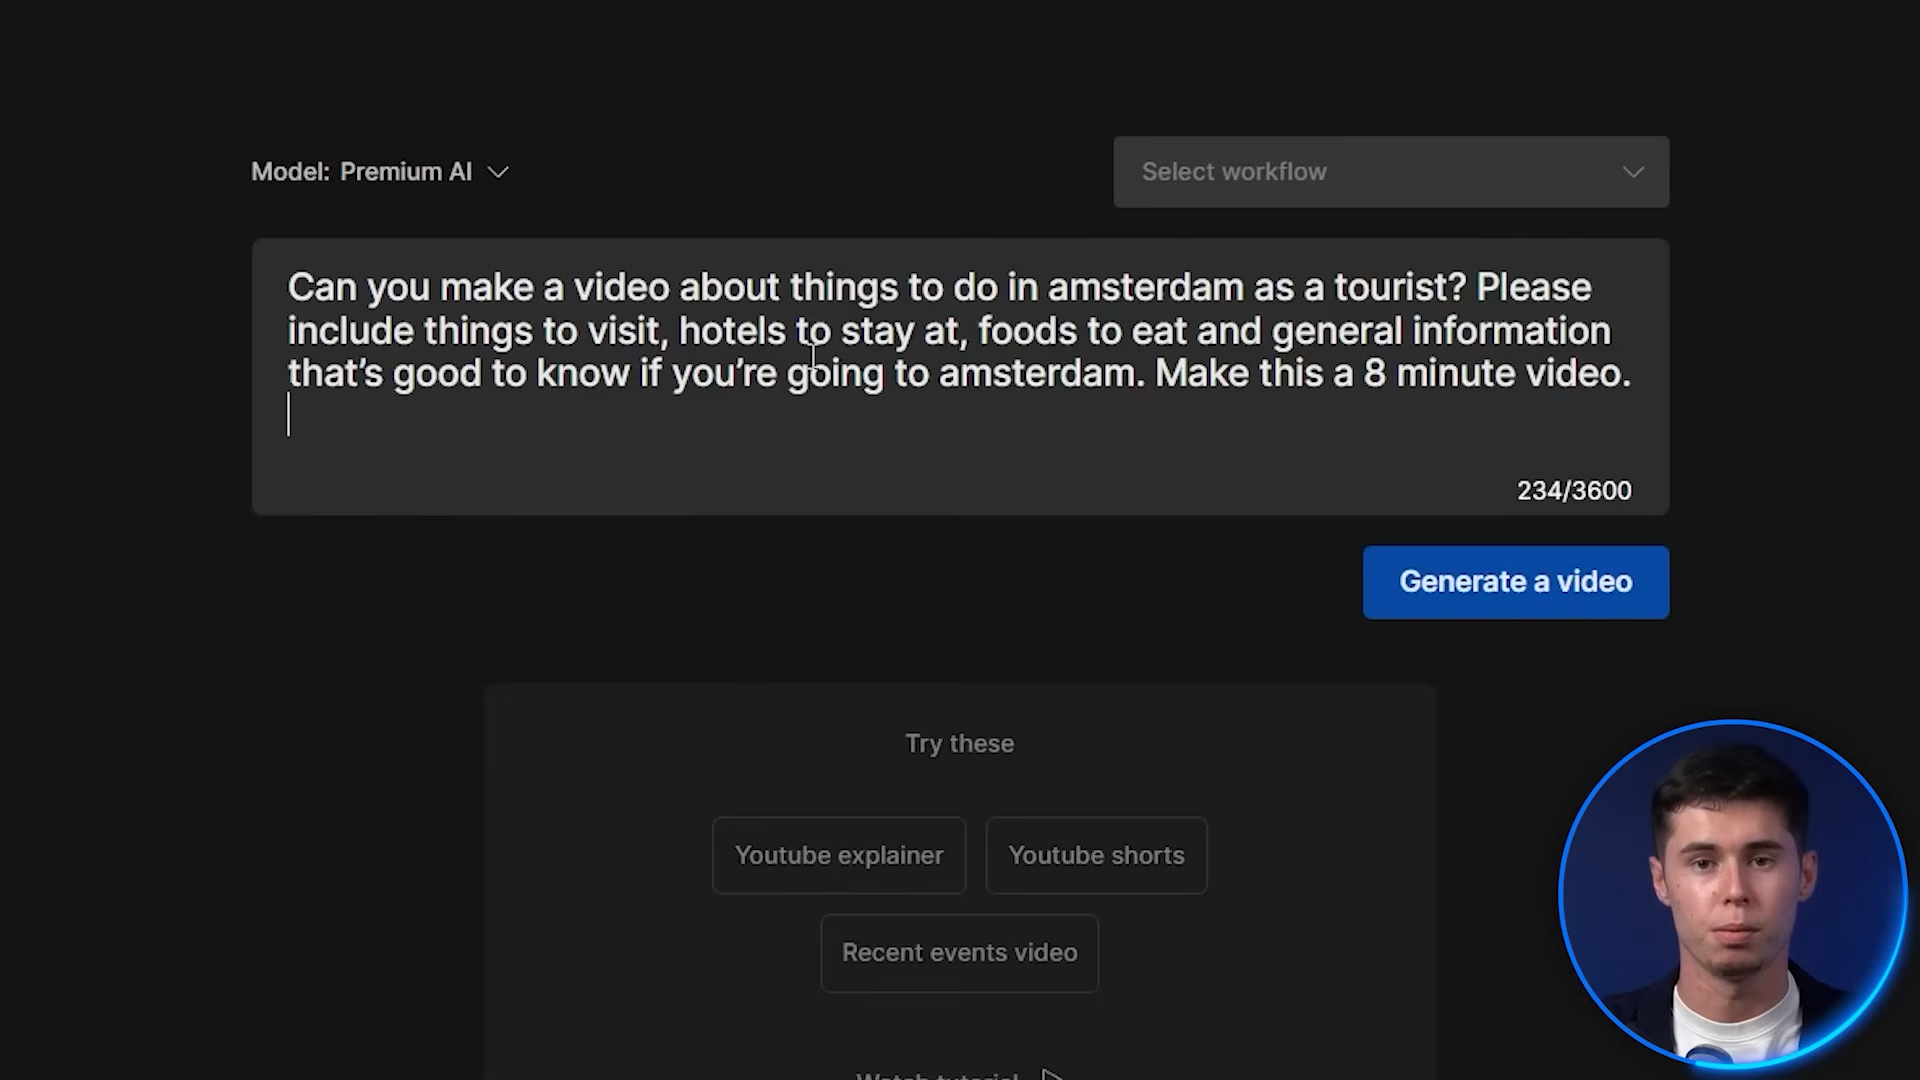 Model: Premium AI
Select workflow
Can you make a video about things to do in amsterdam as a tourist? Please
include things to visit, hotels to stay at, foods to eat and general information
that’s good to know if you’re going to amsterdam. Make this a 8 minute video.
234/3600
Generate a video
Try these
Youtube explainer
Youtube shorts
Recent events video
Watch tutorial